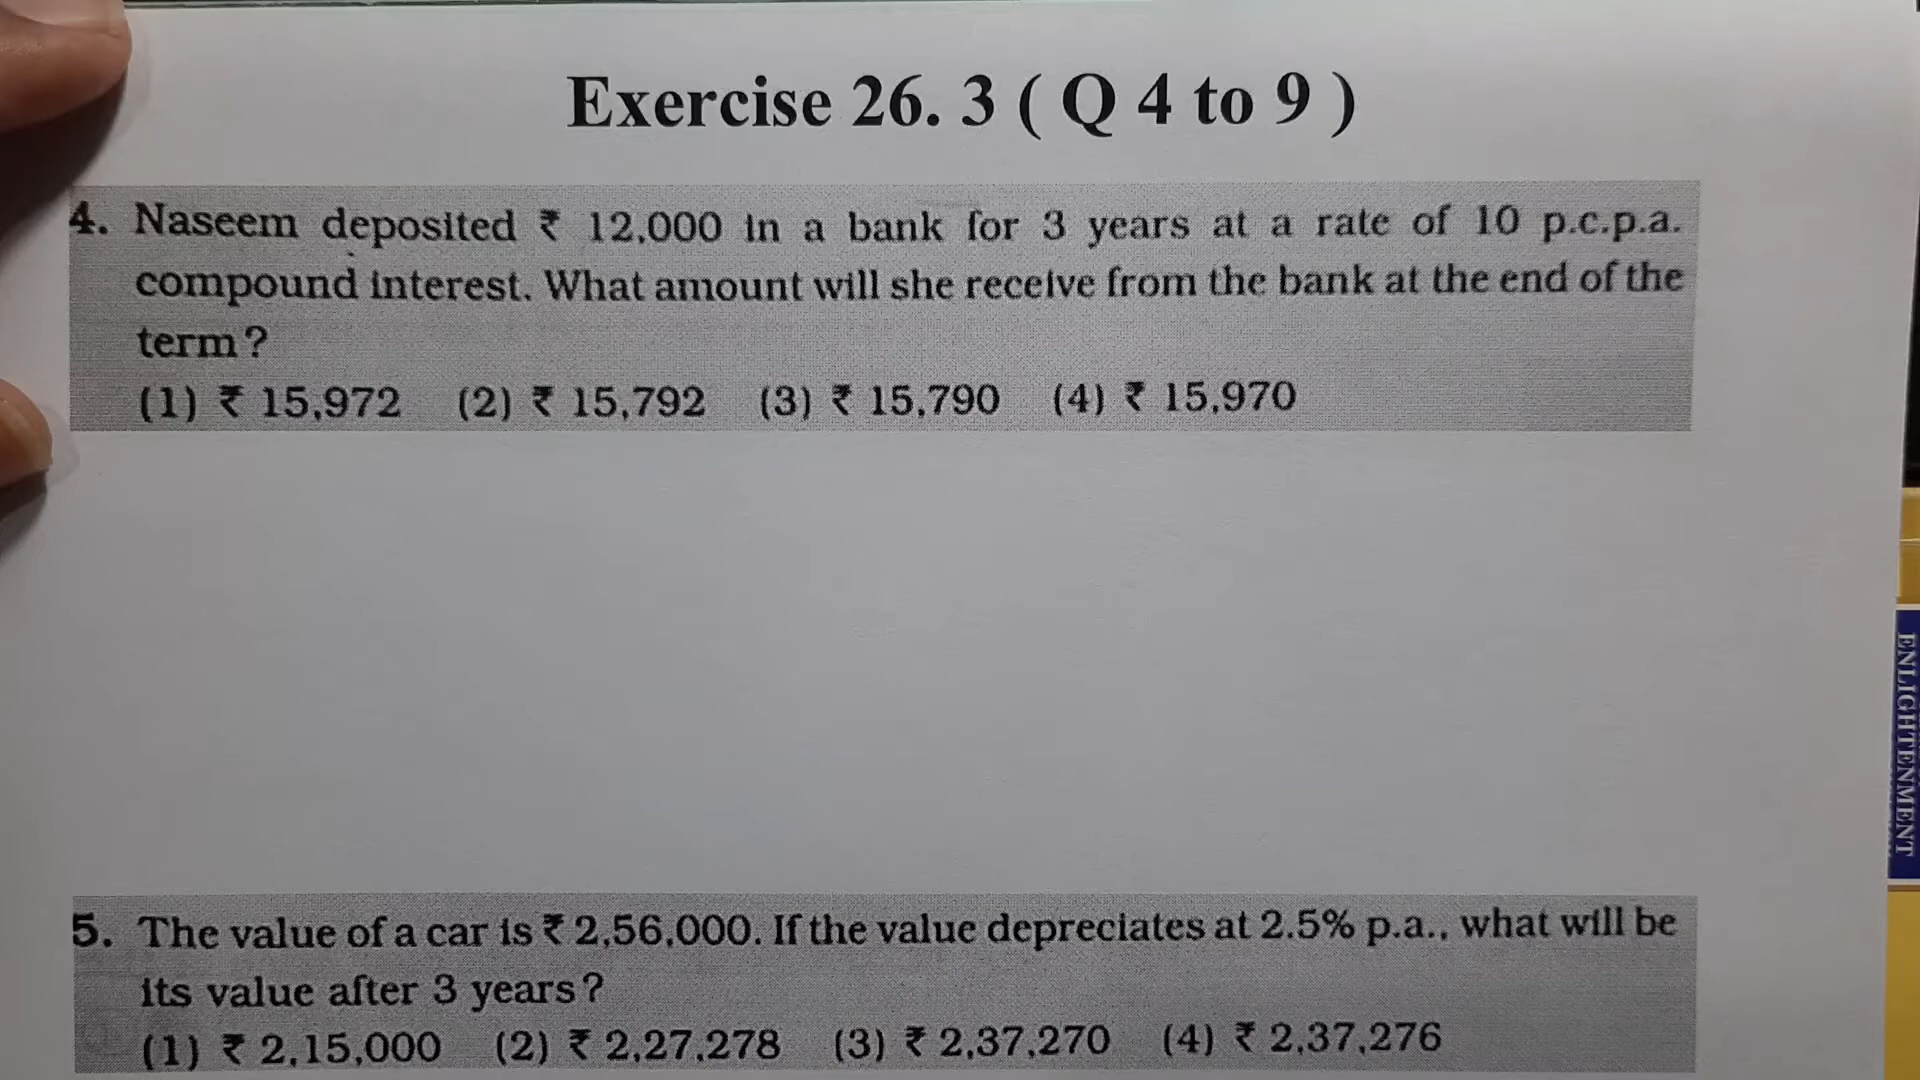 Exercise 26. 3 ( Q 4 to 9 )
4. Naseem deposited ₹ 12,000 in a bank for 3 years at a rate of 10 p.c.p.a.
compound interest. What amount will she receive from the bank at the end of the
term?
(1) ₹ 15,972 (2) ₹ 15,792 (3) ₹ 15,790 (4) ₹ 15,970
5. The value of a car is ₹ 2,56,000. If the value depreciates at 2.5% p.a., what will be
its value after 3 years?
(1) ₹ 2,15,000 (2) ₹ 2,27,278 (3) ₹ 2,37,270 (4) ₹ 2,37,276
ENLIGHTENMENT